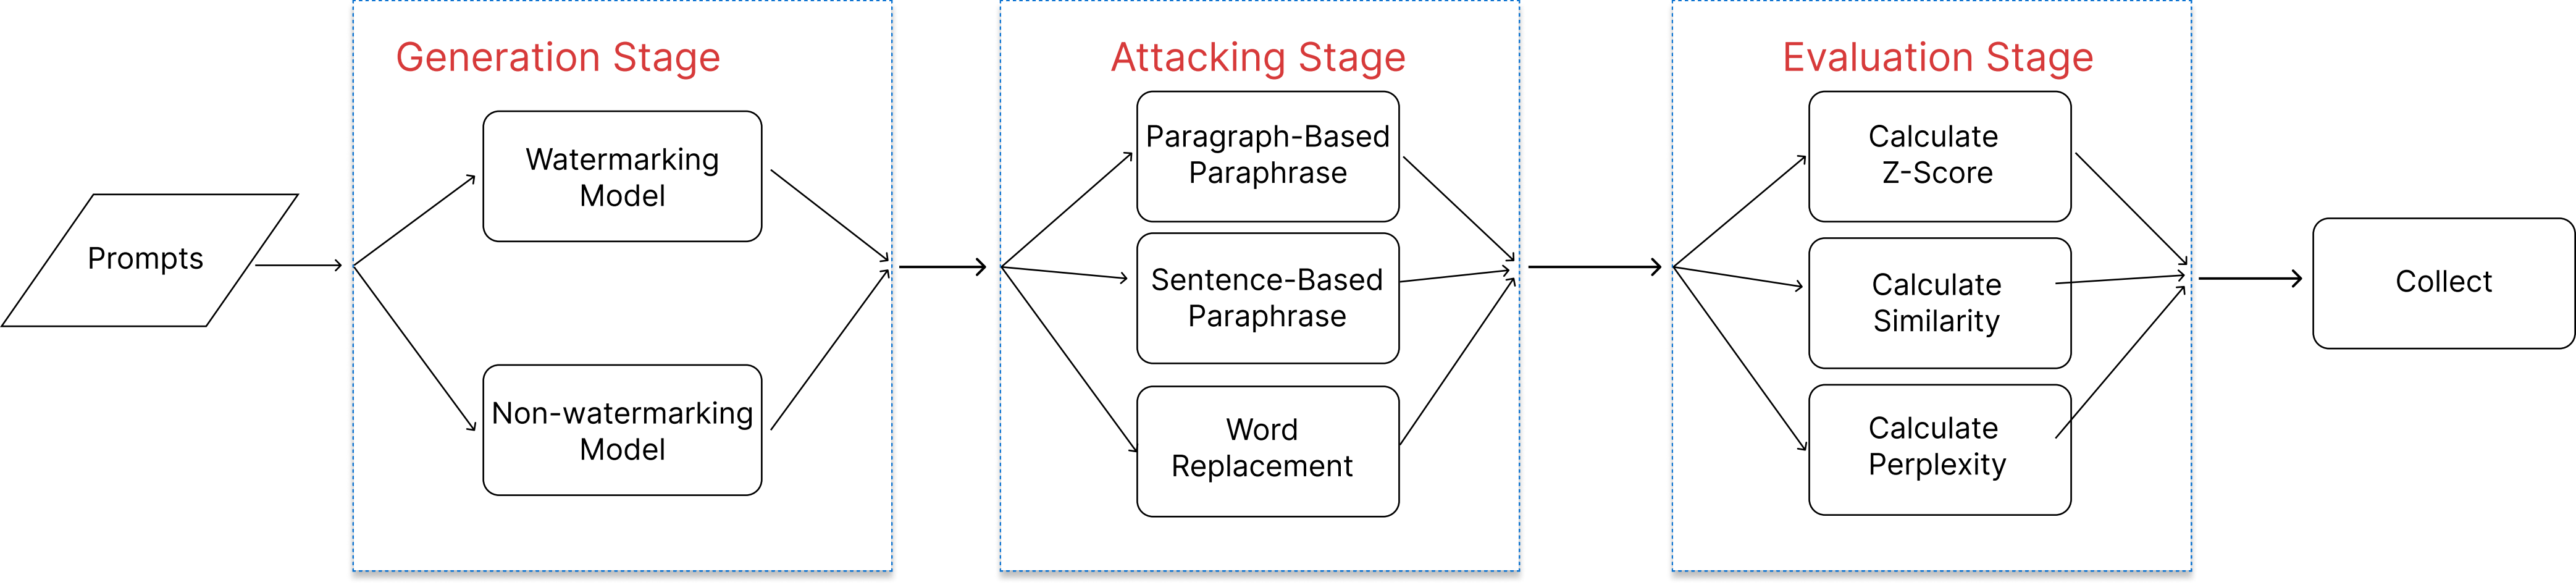 Prompts
Generation Stage
Watermarking
Model
Non-watermarking
Model
Attacking Stage
Paragraph-Based
Paraphrase
Sentence-Based
Paraphrase
Word
Replacement
Evaluation Stage
Calculate
Z-Score
Calculate
Similarity
Calculate
Perplexity
Collect